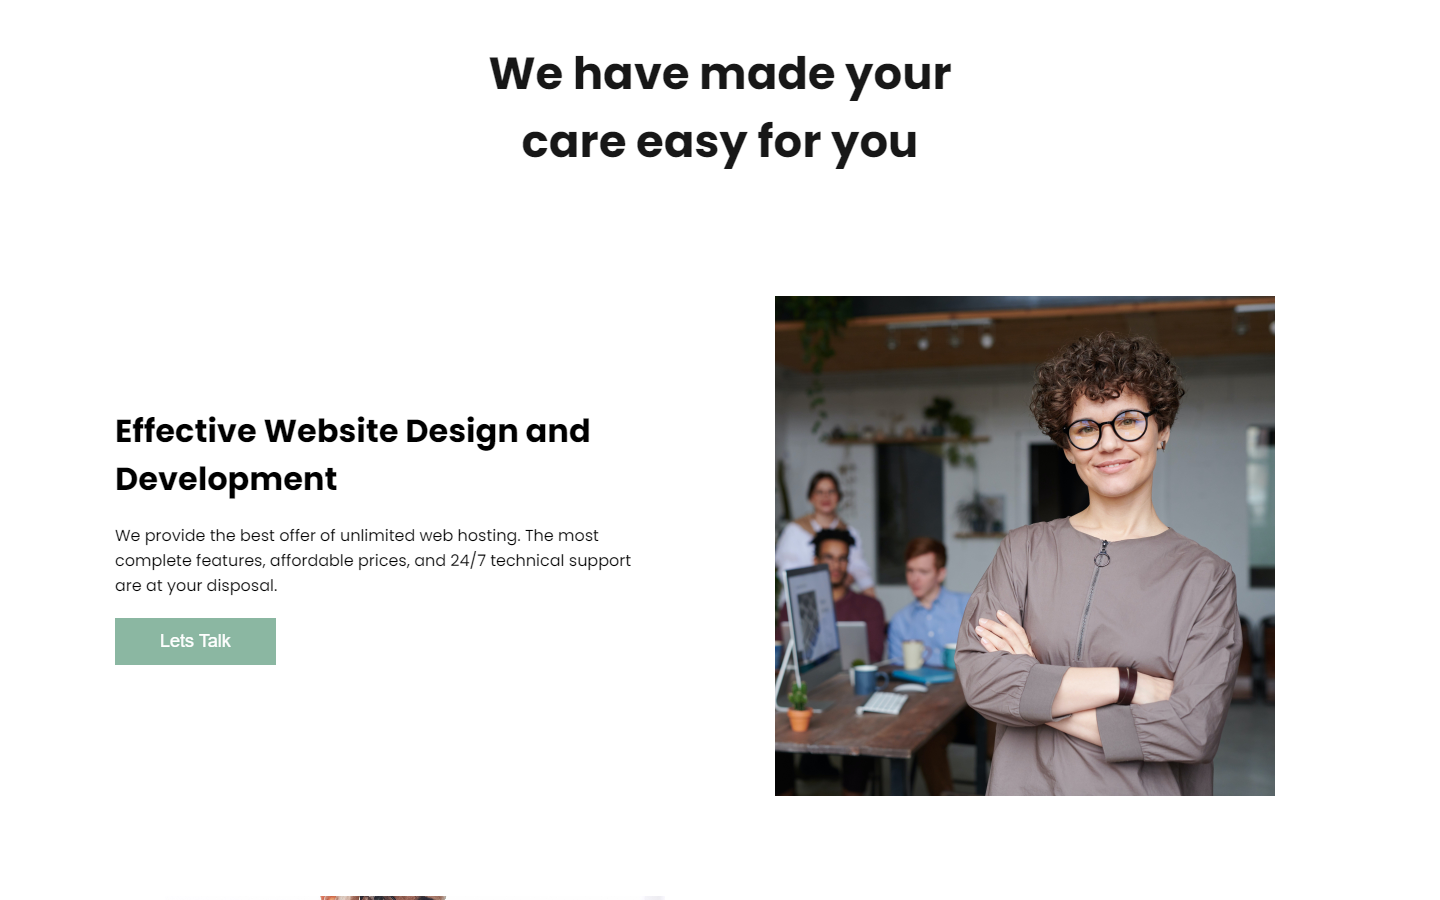 We have made your
care easy for you
Effective Website Design and
Development
We provide the best offer of unlimited web hosting. The most
complete features, affordable prices, and 24/7 technical support
are at your disposal.
Lets Talk